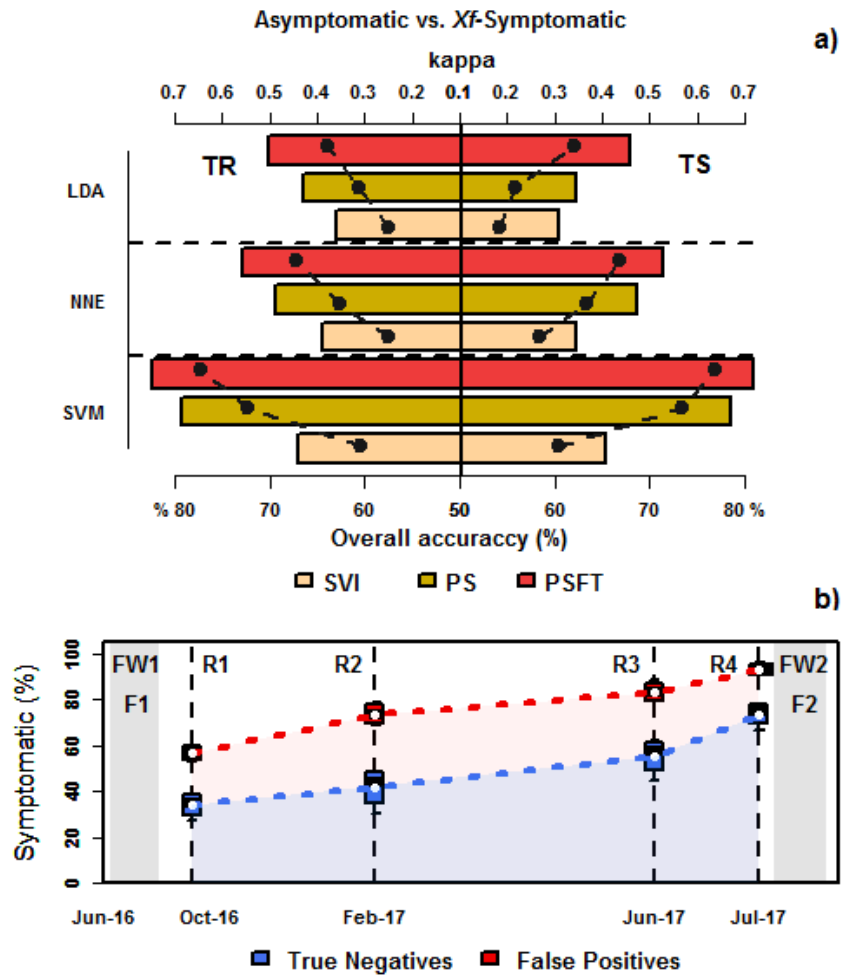 Asymptomatic vs. Xf-Symptomatic
a)
kappa
0.7 0.6 0.5 0.4 0.3 0.2 0.1 0.2 0.3 0.4 0.5 0.6 0.7
TR TS
LDA
NNE
SVM
% 80 70 60 50 60 70 80 %
Overall accuraccy (%)
SVI PS PSFT
b)
Symptomatic (%)
100
80
60
40
20
0
FW1 R1 R2 R3 R4 FW2
F1 F2
Jun-16 Oct-16 Feb-17 Jun-17 Jul-17
True Negatives False Positives